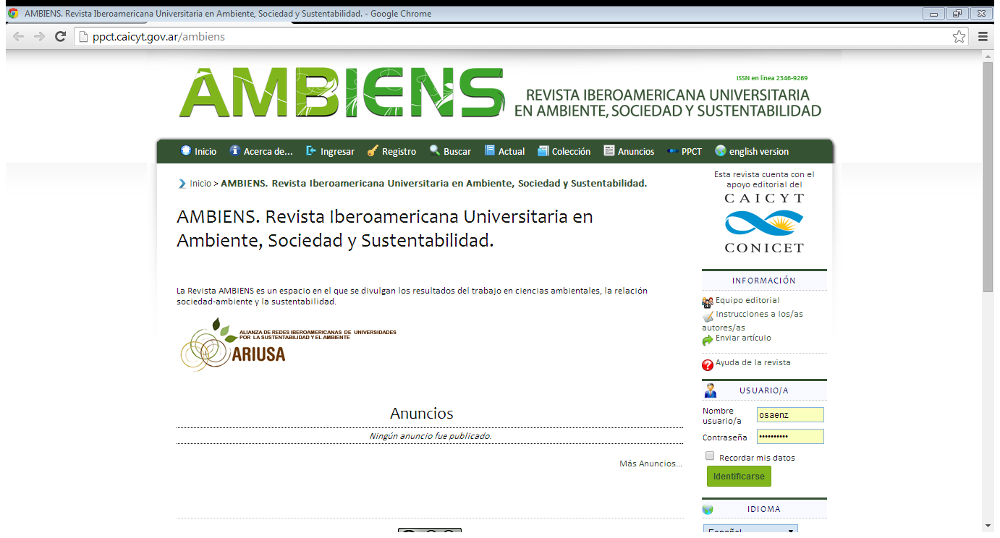 AMBIENS. Revista Iberoamericana Universitaria en Ambiente, Sociedad y Sustentabilidad. - Google Chrome
ppct.caicyt.gov.ar/ambiens
AMBIENS
ISSN en linea 2346-9269
REVISTA IBEROAMERICANA UNIVERSITARIA
EN AMBIENTE, SOCIEDAD Y SUSTENTABILIDAD
Inicio Acerca de... Ingresar Registro Buscar Actual Colección Anuncios PPCT english version
Inicio > AMBIENS. Revista Iberoamericana Universitaria en Ambiente, Sociedad y Sustentabilidad.
AMBIENS. Revista Iberoamericana Universitaria en
Ambiente, Sociedad y Sustentabilidad.
La Revista AMBIENS es un espacio en el que se divulgan los resultados del trabajo en ciencias ambientales, la relación
sociedad-ambiente y la sustentabilidad.
ALIANZA DE REDES IBEROAMERICANAS DE UNIVERSIDADES
POR LA SUSTENTABILIDAD Y EL AMBIENTE
ARIUSA
Anuncios
Ningún anuncio fue publicado.
Más Anuncios...
Esta revista cuenta con el
apoyo editorial del
CAICYT
CONICET
INFORMACIÓN
Equipo editorial
Instrucciones a los/as
autores/as
Enviar artículo
Ayuda de la revista
USUARIO/A
Nombre
usuario/a
osaenz
Contraseña ••••••••••
Recordar mis datos
Identificarse
IDIOMA
Español